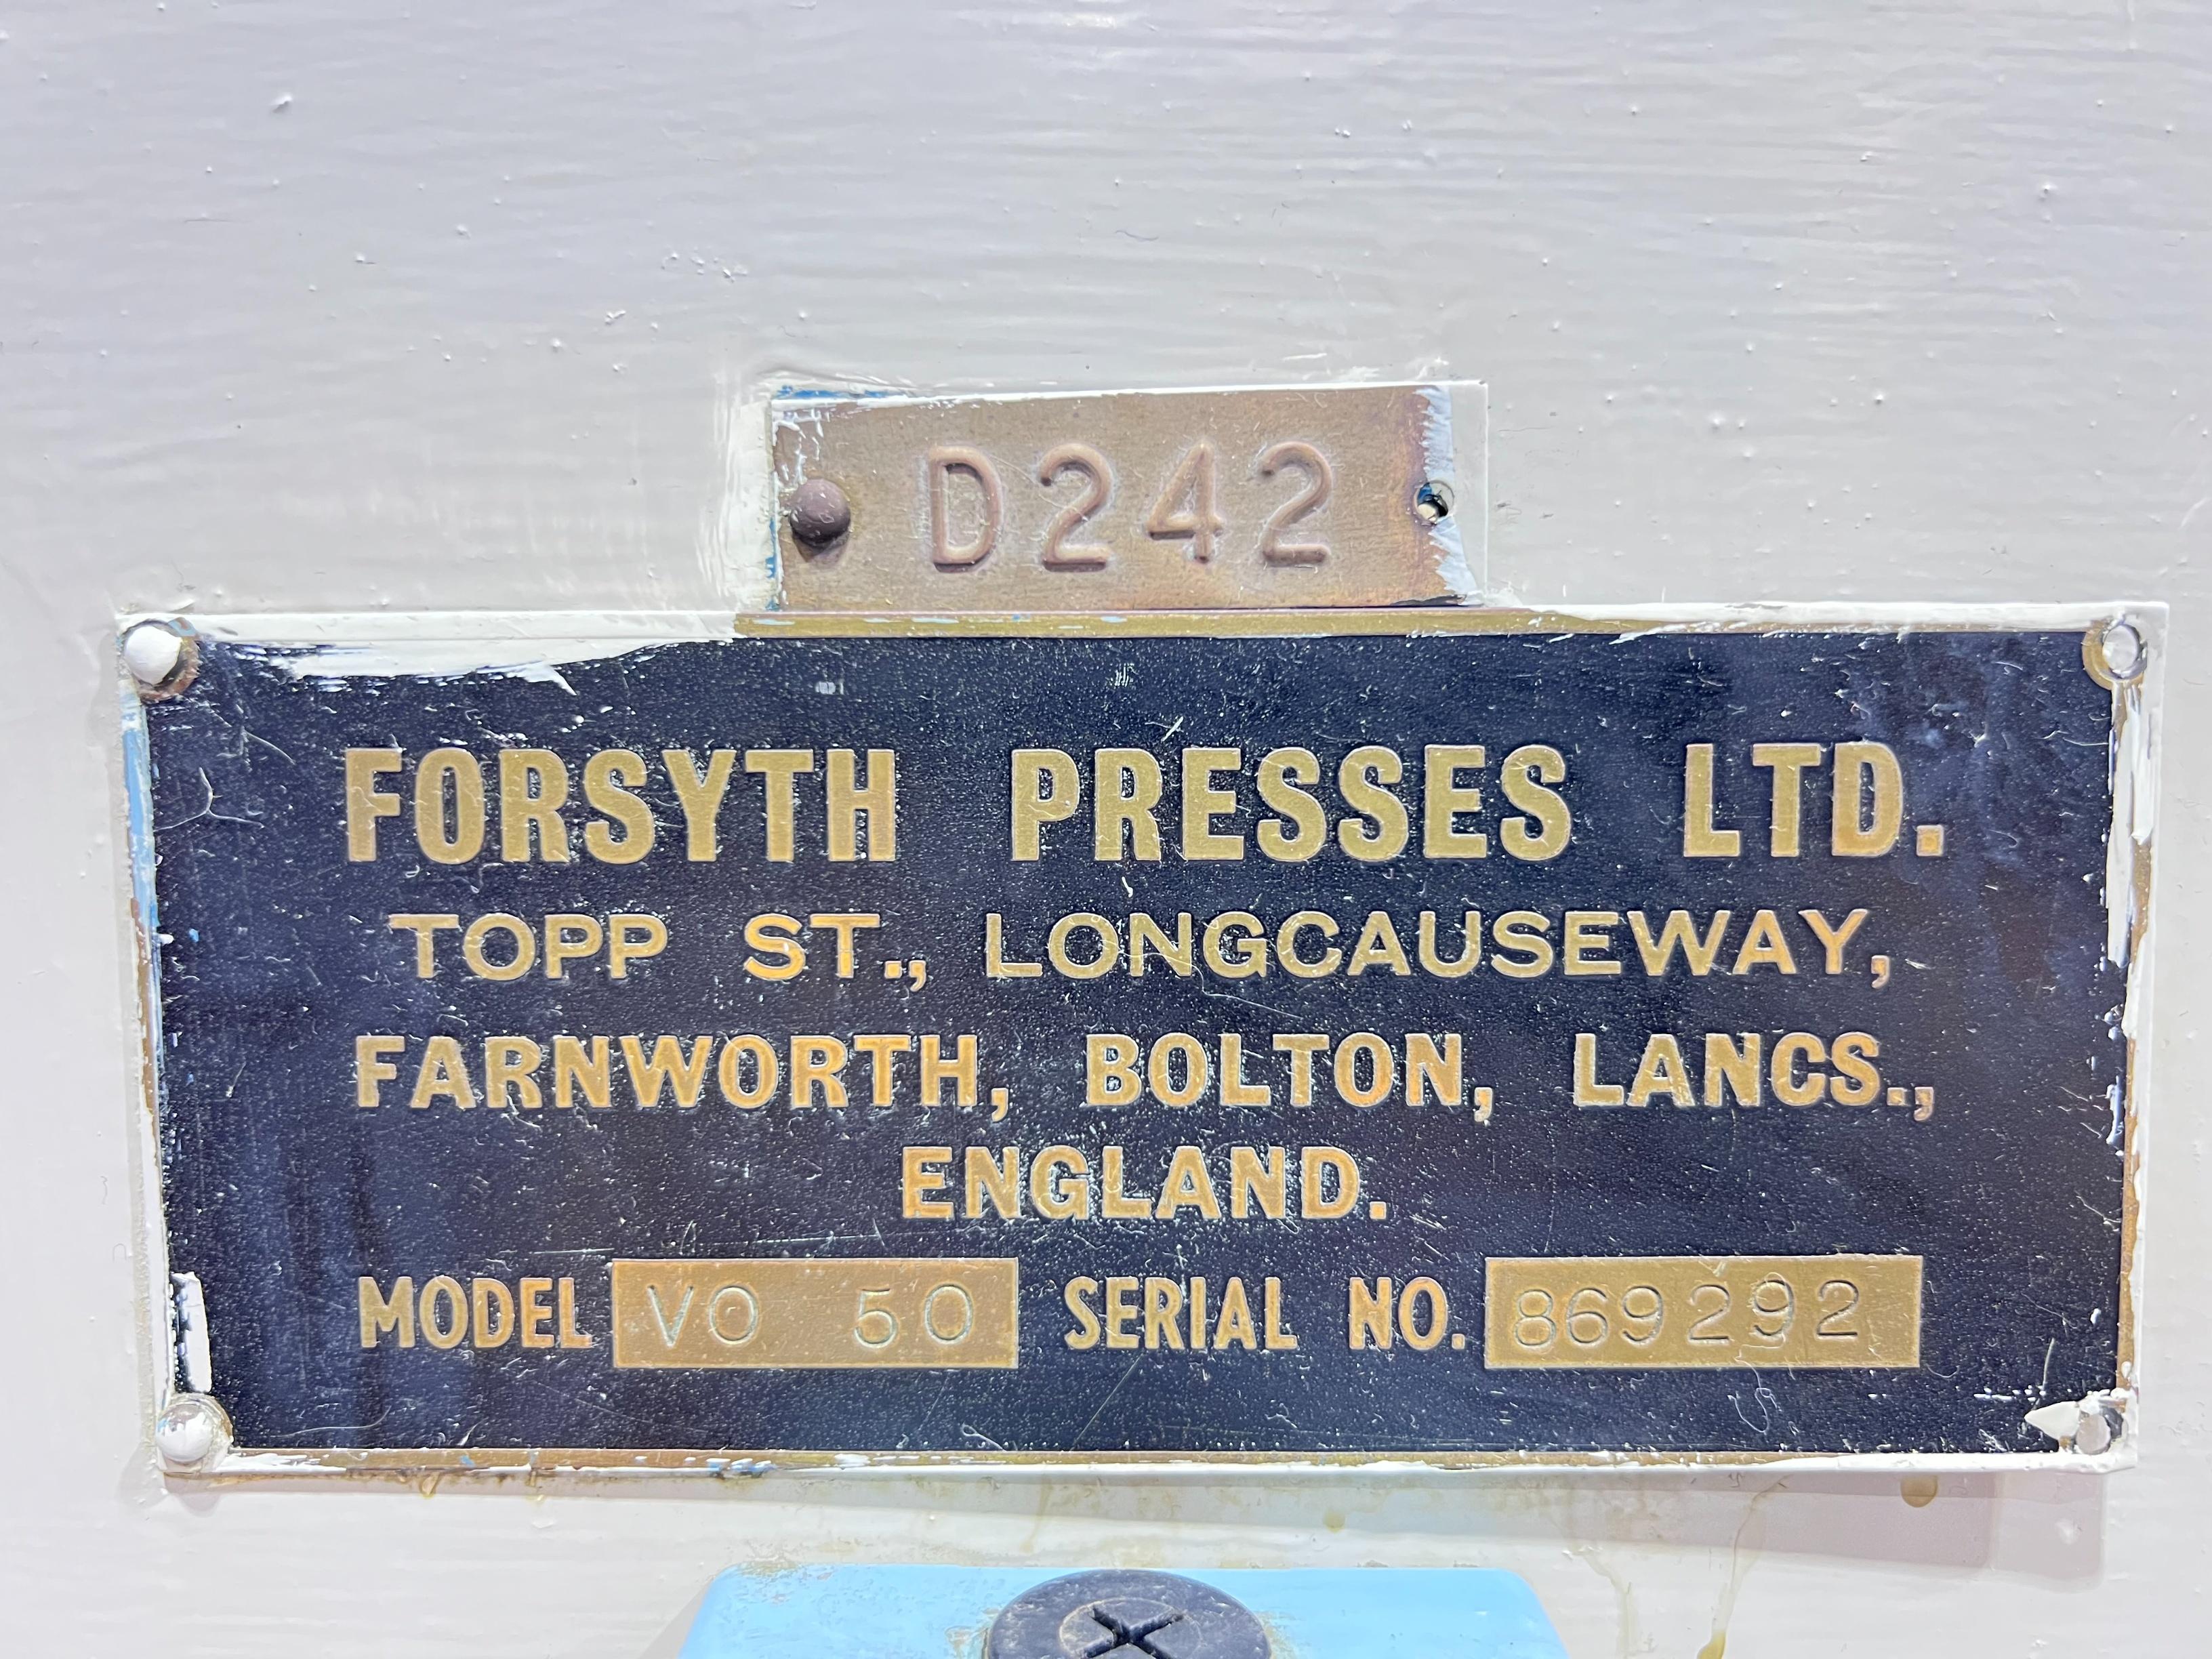 D242
FORSYTH PRESSES LTD.
TOPP ST., LONGCAUSEWAY,
FARNWORTH, BOLTON, LANCS.,
ENGLAND.
MODEL VO 50 SERIAL NO. 869292